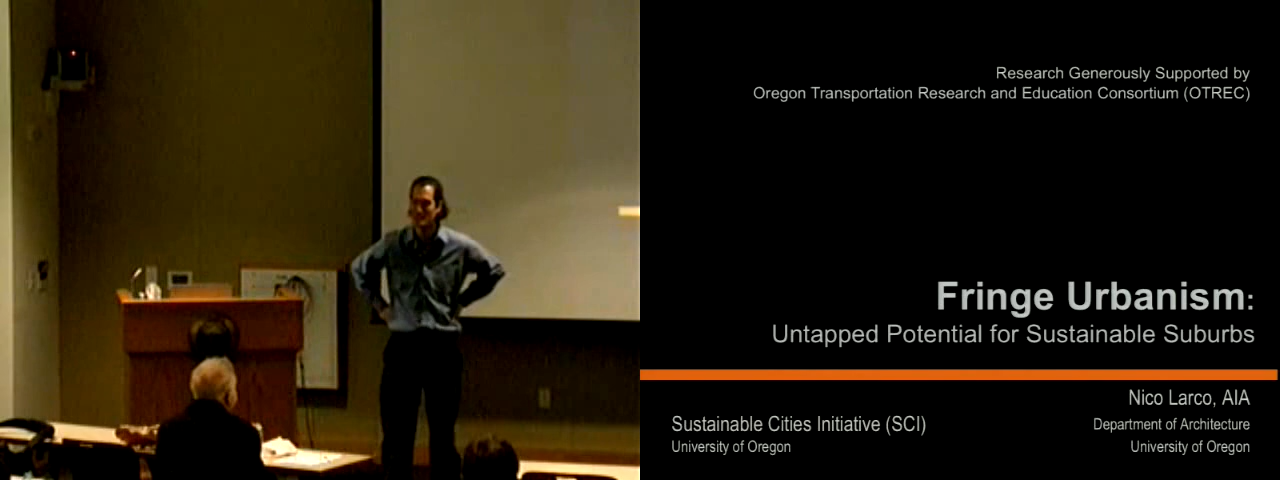 Research Generously Supported by
Oregon Transportation Research and Education Consortium (OTREC)
Fringe Urbanism:
Untapped Potential for Sustainable Suburbs
Nico Larco, AIA
Sustainable Cities Initiative (SCI)
Department of Architecture
University of Oregon
University of Oregon